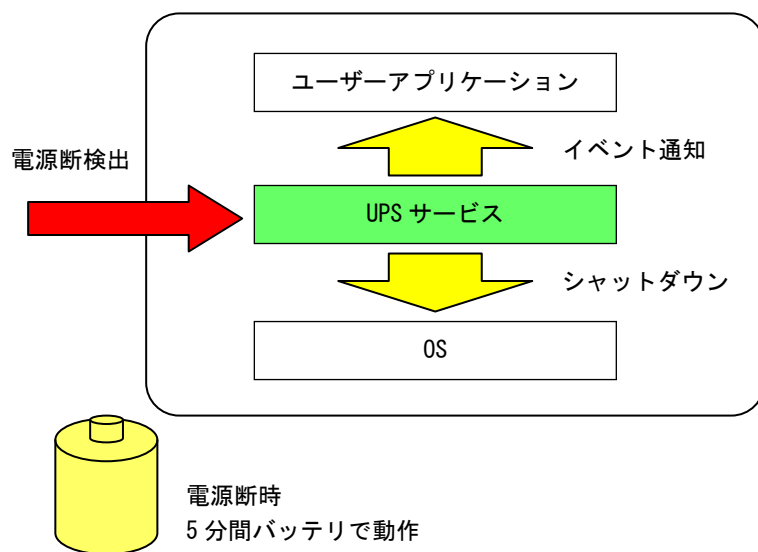 ユーザーアプリケーション
イベント通知
電源断検出
UPS サービス
シャットダウン
OS
電源断時
5 分間バッテリで動作